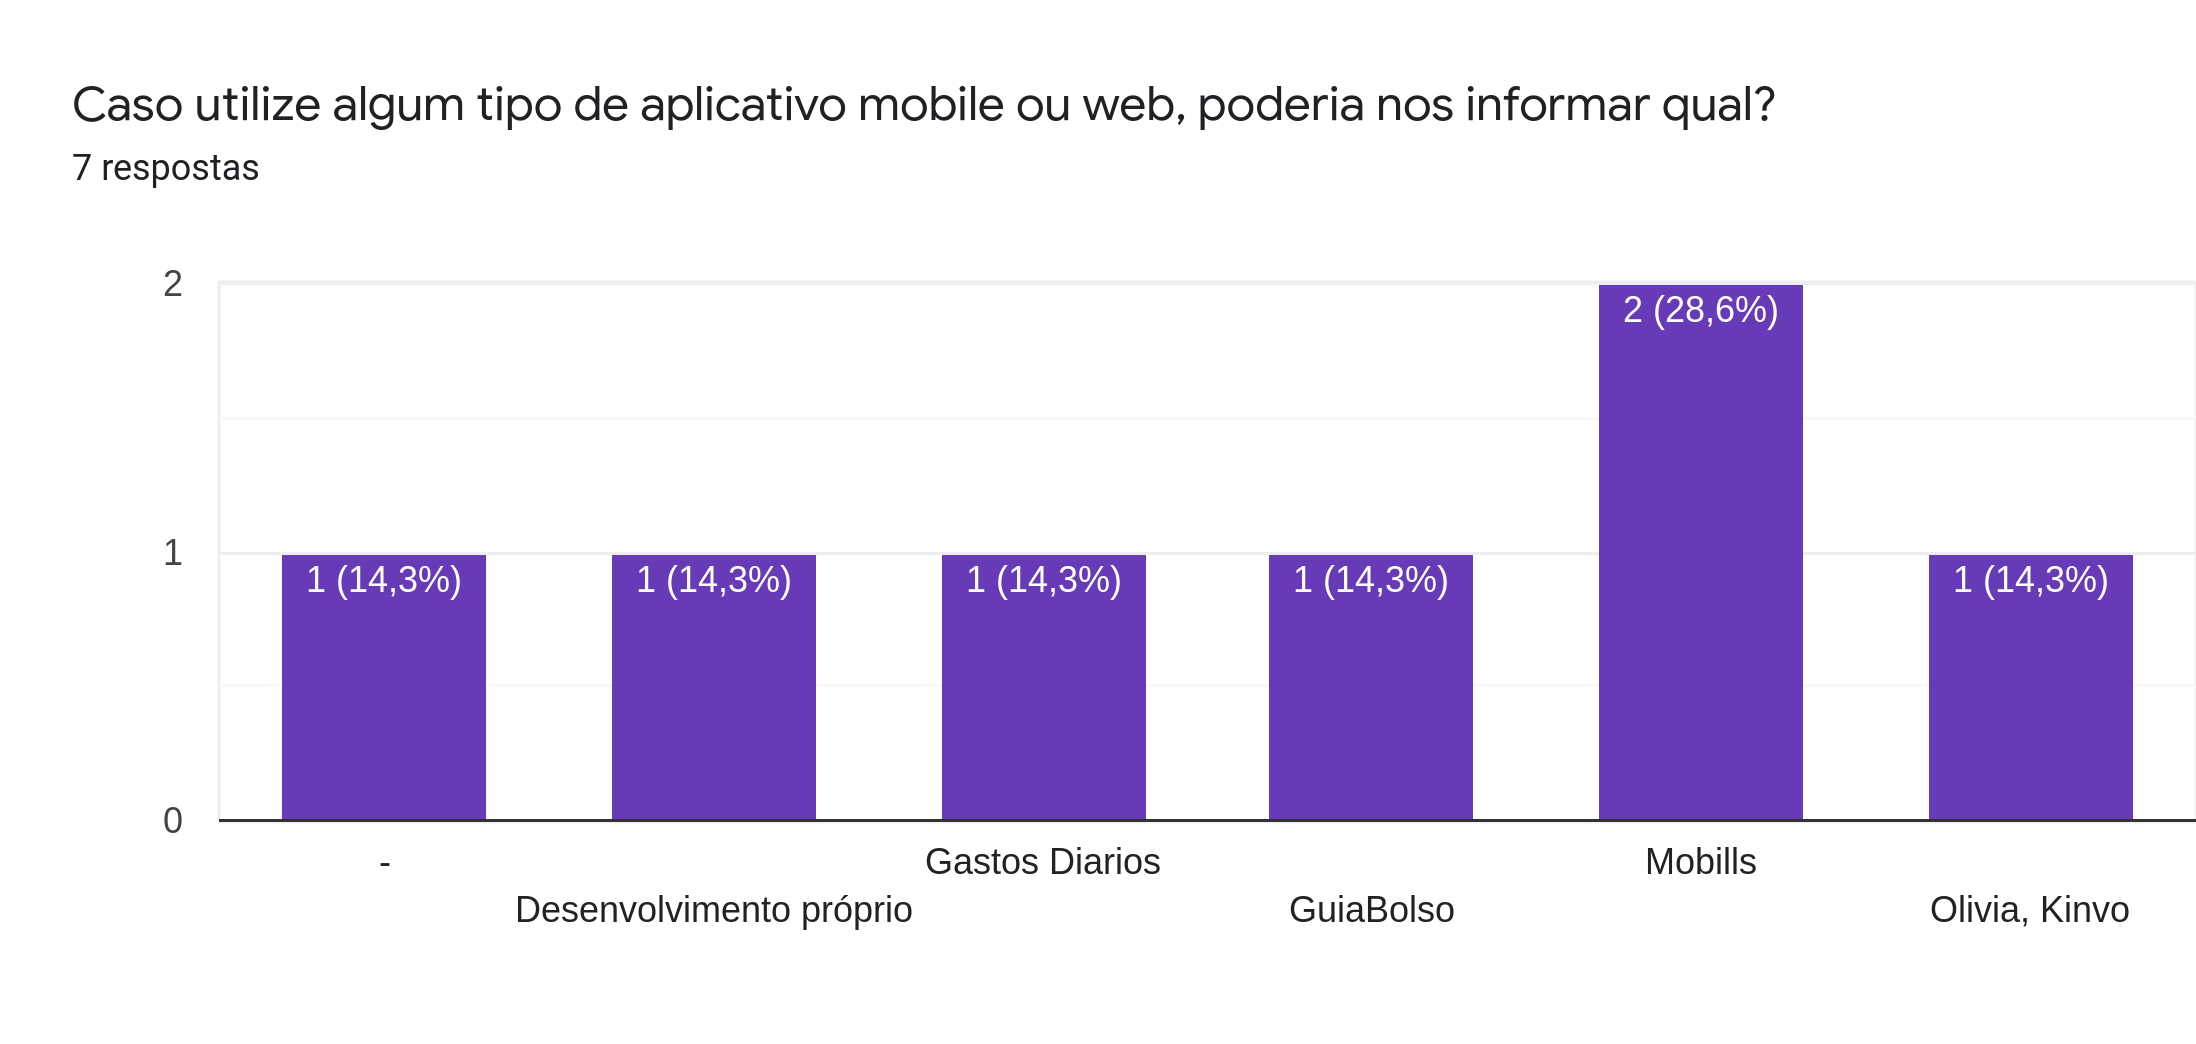 Caso utilize algum tipo de aplicativo mobile ou web, poderia nos informar qual?
7 respostas
2
1
0
1 (14,3%)
1 (14,3%)
1 (14,3%)
1 (14,3%)
2 (28,6%)
1 (14,3%)
-
Desenvolvimento próprio
Gastos Diarios
GuiaBolso
Mobills
Olivia, Kinvo